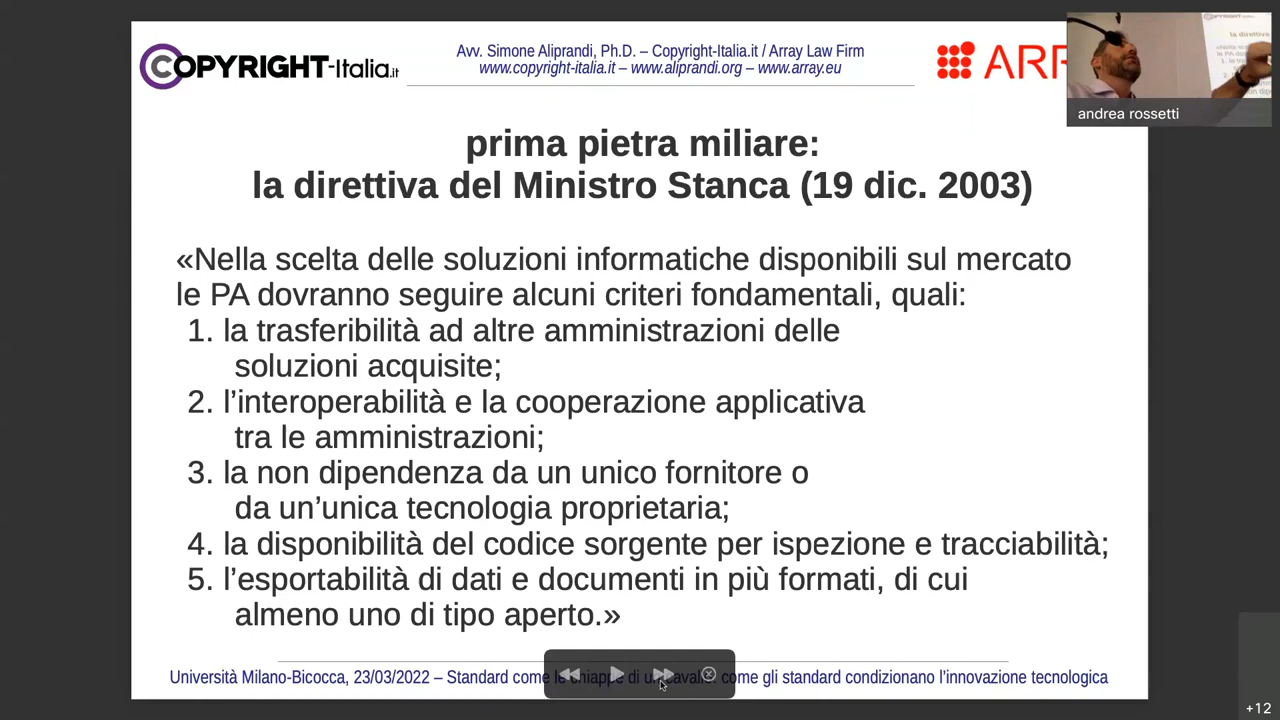 COPYRIGHT-Italia.it
Avv. Simone Aliprandi, Ph.D. – Copyright-Italia.it / Array Law Firm
www.copyright-italia.it – www.aliprandi.org – www.array.eu
ARR
andrea rossetti
prima pietra miliare:
la direttiva del Ministro Stanca (19 dic. 2003)
«Nella scelta delle soluzioni informatiche disponibili sul mercato
le PA dovranno seguire alcuni criteri fondamentali, quali:
1. la trasferibilità ad altre amministrazioni delle
soluzioni acquisite;
2. l’interoperabilità e la cooperazione applicativa
tra le amministrazioni;
3. la non dipendenza da un unico fornitore o
da un’unica tecnologia proprietaria;
4. la disponibilità del codice sorgente per ispezione e tracciabilità;
5. l’esportabilità di dati e documenti in più formati, di cui
almeno uno di tipo aperto.»
Università Milano-Bicocca, 23/03/2022 – Standard come le chiappe di un cavallo: come gli standard condizionano l’innovazione tecnologica
+12